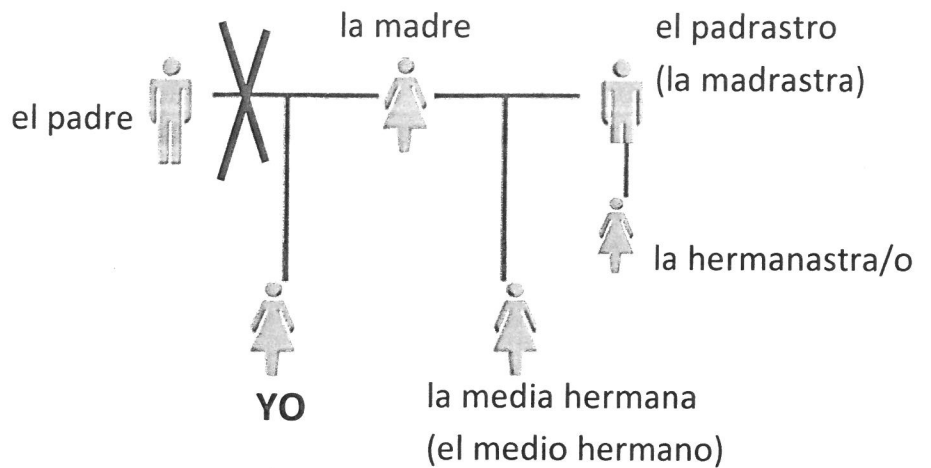 la madre
el padrastro
(la madrastra)
el padre
la hermanastra/o
YO
la media hermana
(el medio hermano)